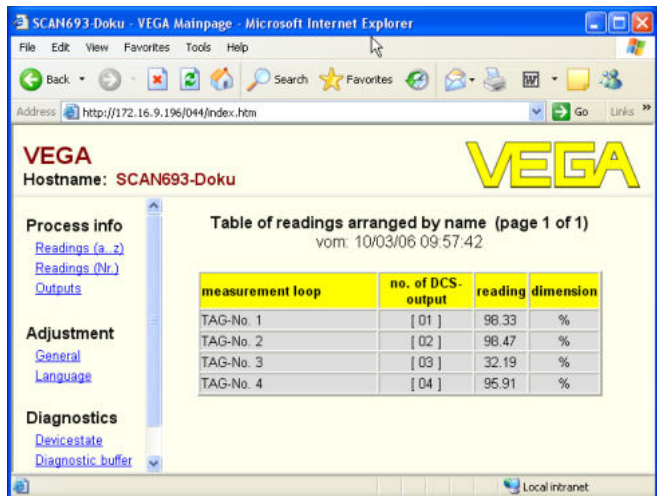 SCAN693-Doku - VEGA Mainpage - Microsoft Internet Explorer
File Edit View Favorites Tools Help
Back Search Favorites
Address http://172.16.9.196/044/index.htm Go Links »
VEGA
Hostname: SCAN693-Doku
VEGA
Process info
Readings (a..z)
Readings (Nr.)
Outputs
Adjustment
General
Language
Diagnostics
Devicestate
Diagnostic buffer
Table of readings arranged by name (page 1 of 1)
vom: 10/03/06 09:57:42
measurement loop no. of DCS-output reading dimension
TAG-No. 1 [ 01 ] 98.33 %
TAG-No. 2 [ 02 ] 98.47 %
TAG-No. 3 [ 03 ] 32.19 %
TAG-No. 4 [ 04 ] 95.91 %
Local intranet